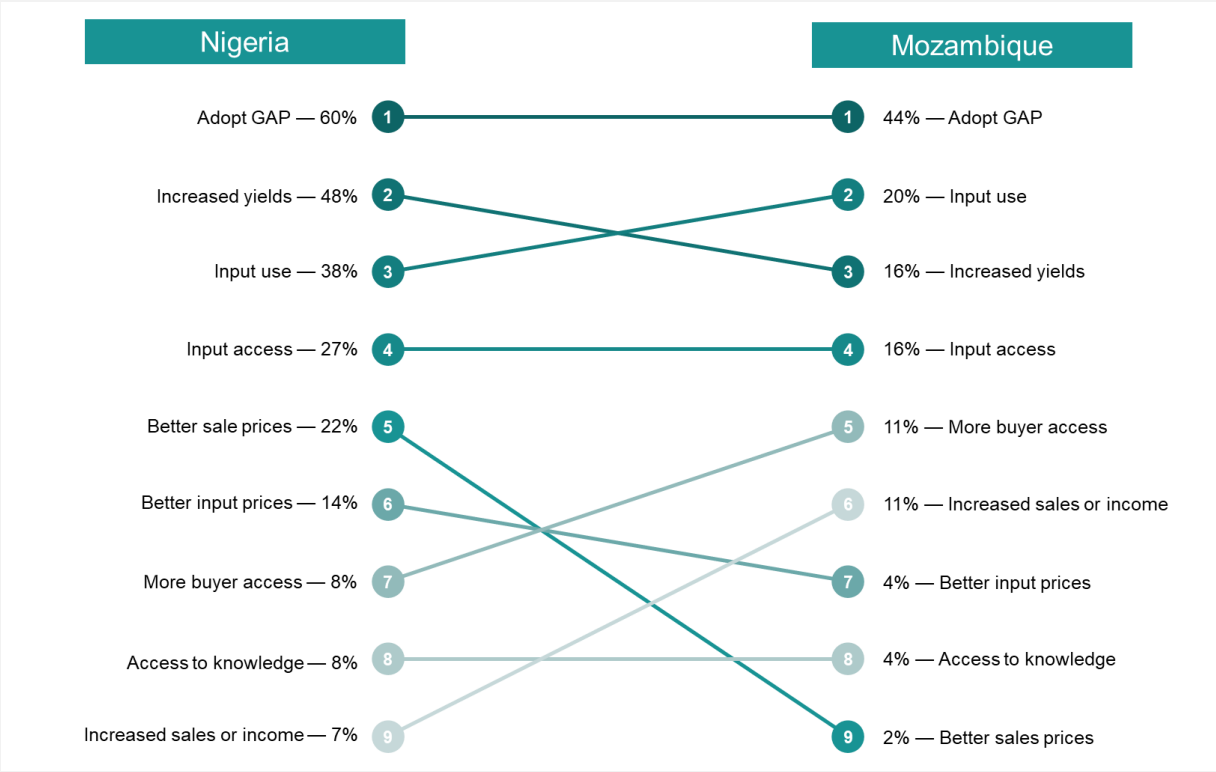 Nigeria
Mozambique
Adopt GAP — 60% 1 1 44% — Adopt GAP
Increased yields — 48% 2 2 20% — Input use
Input use — 38% 3 3 16% — Increased yields
Input access — 27% 4 4 16% — Input access
Better sale prices — 22% 5 5 11% — More buyer access
Better input prices — 14% 6 6 11% — Increased sales or income
More buyer access — 8% 7 7 4% — Better input prices
Access to knowledge — 8% 8 8 4% — Access to knowledge
Increased sales or income — 7% 9 9 2% — Better sales prices